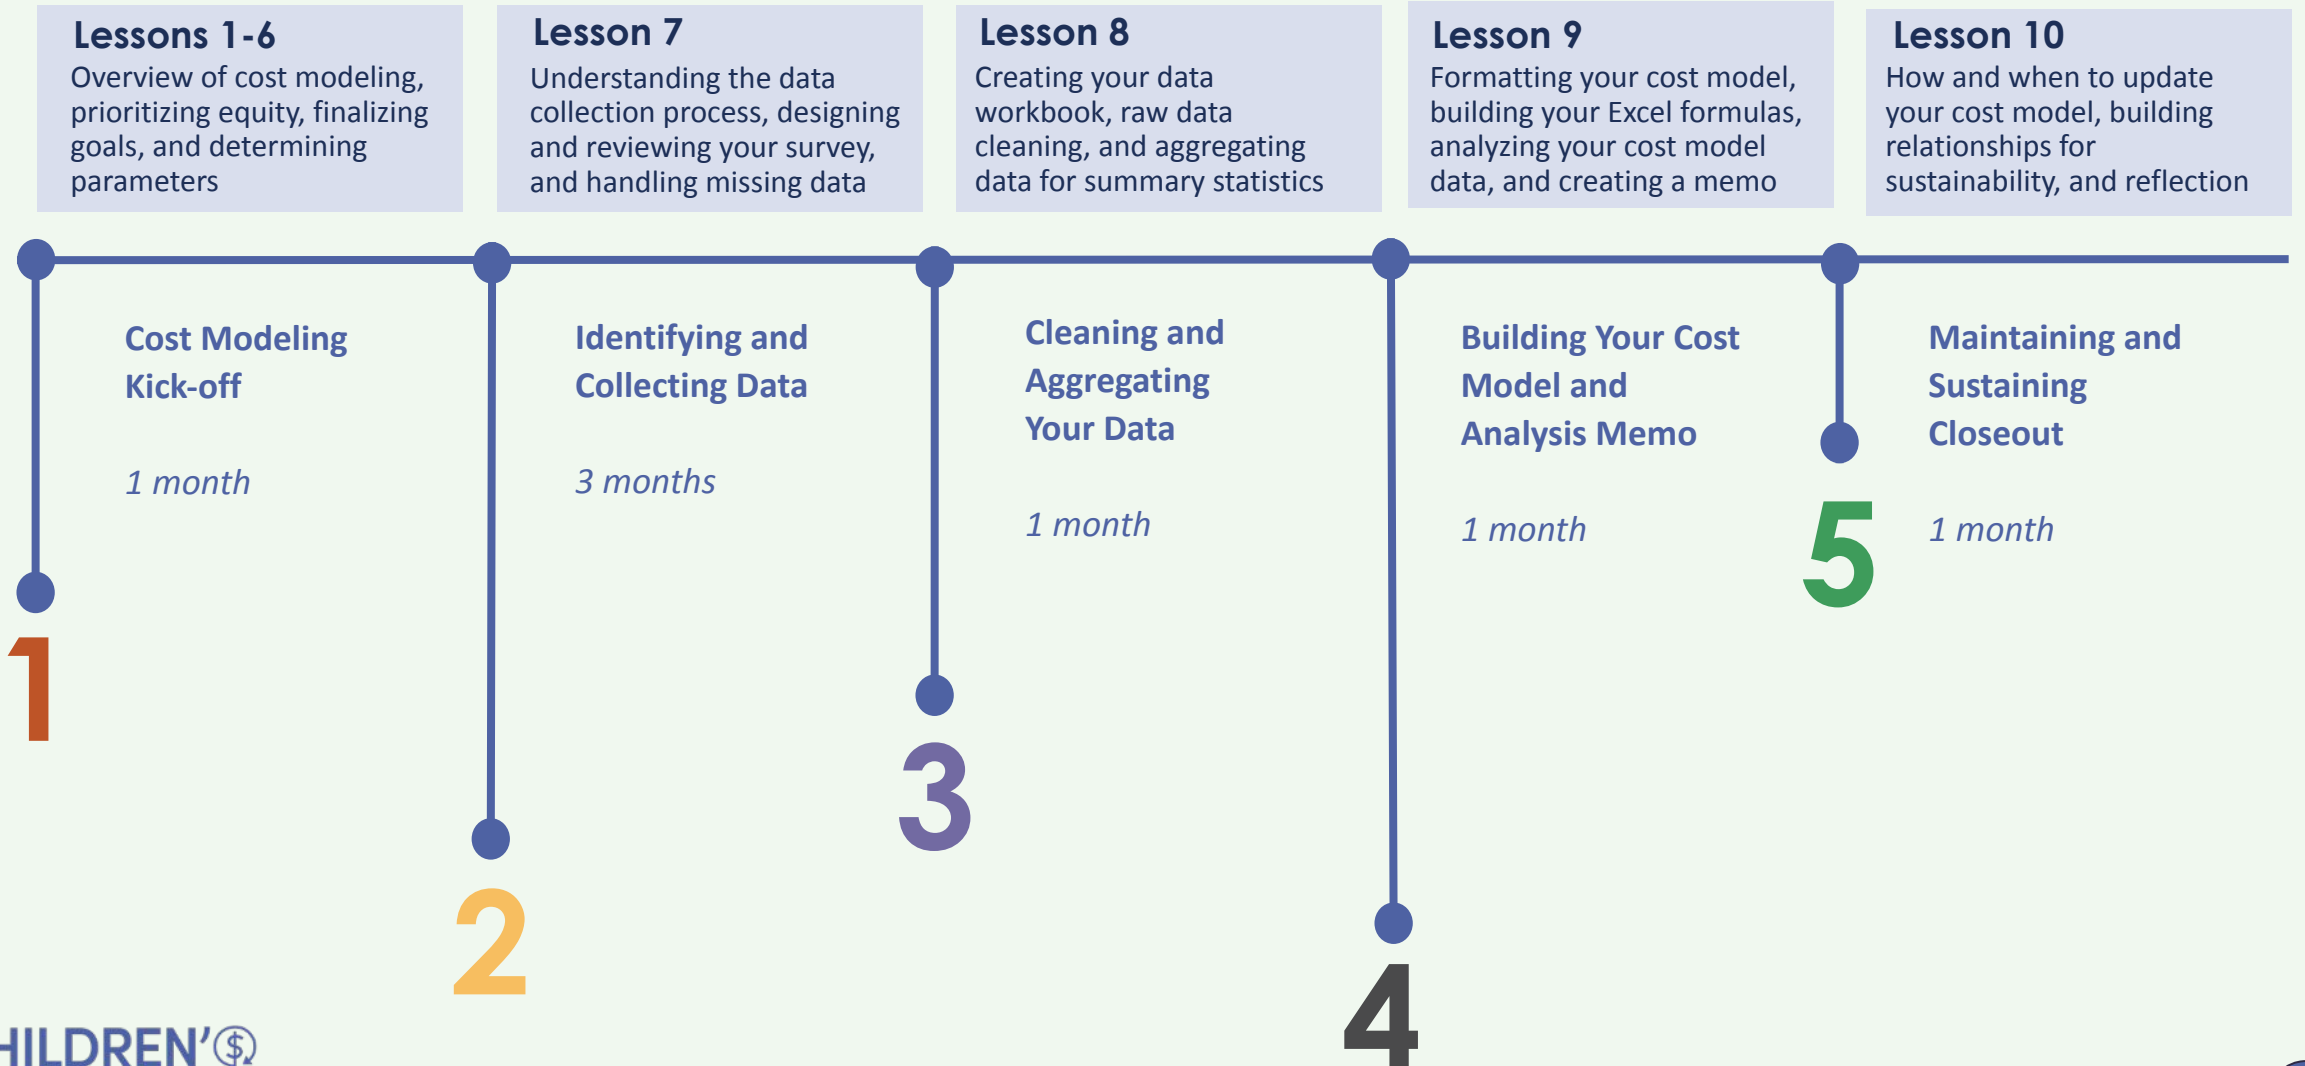 Lessons 1-6
Overview of cost modeling,
prioritizing equity, finalizing
goals, and determining
parameters
Lesson 7
Understanding the data
collection process, designing
and reviewing your survey,
and handling missing data
Lesson 8
Creating your data
workbook, raw data
cleaning, and aggregating
data for summary statistics
Lesson 9
Formatting your cost model,
building your Excel formulas,
analyzing your cost model
data, and creating a memo
Lesson 10
How and when to update
your cost model, building
relationships for
sustainability, and reflection
Cost Modeling
Kick-off
1 month
1
Identifying and
Collecting Data
3 months
2
Cleaning and
Aggregating
Your Data
1 month
3
Building Your Cost
Model and
Analysis Memo
1 month
4
Maintaining and
Sustaining
Closeout
1 month
5
HILDREN'$